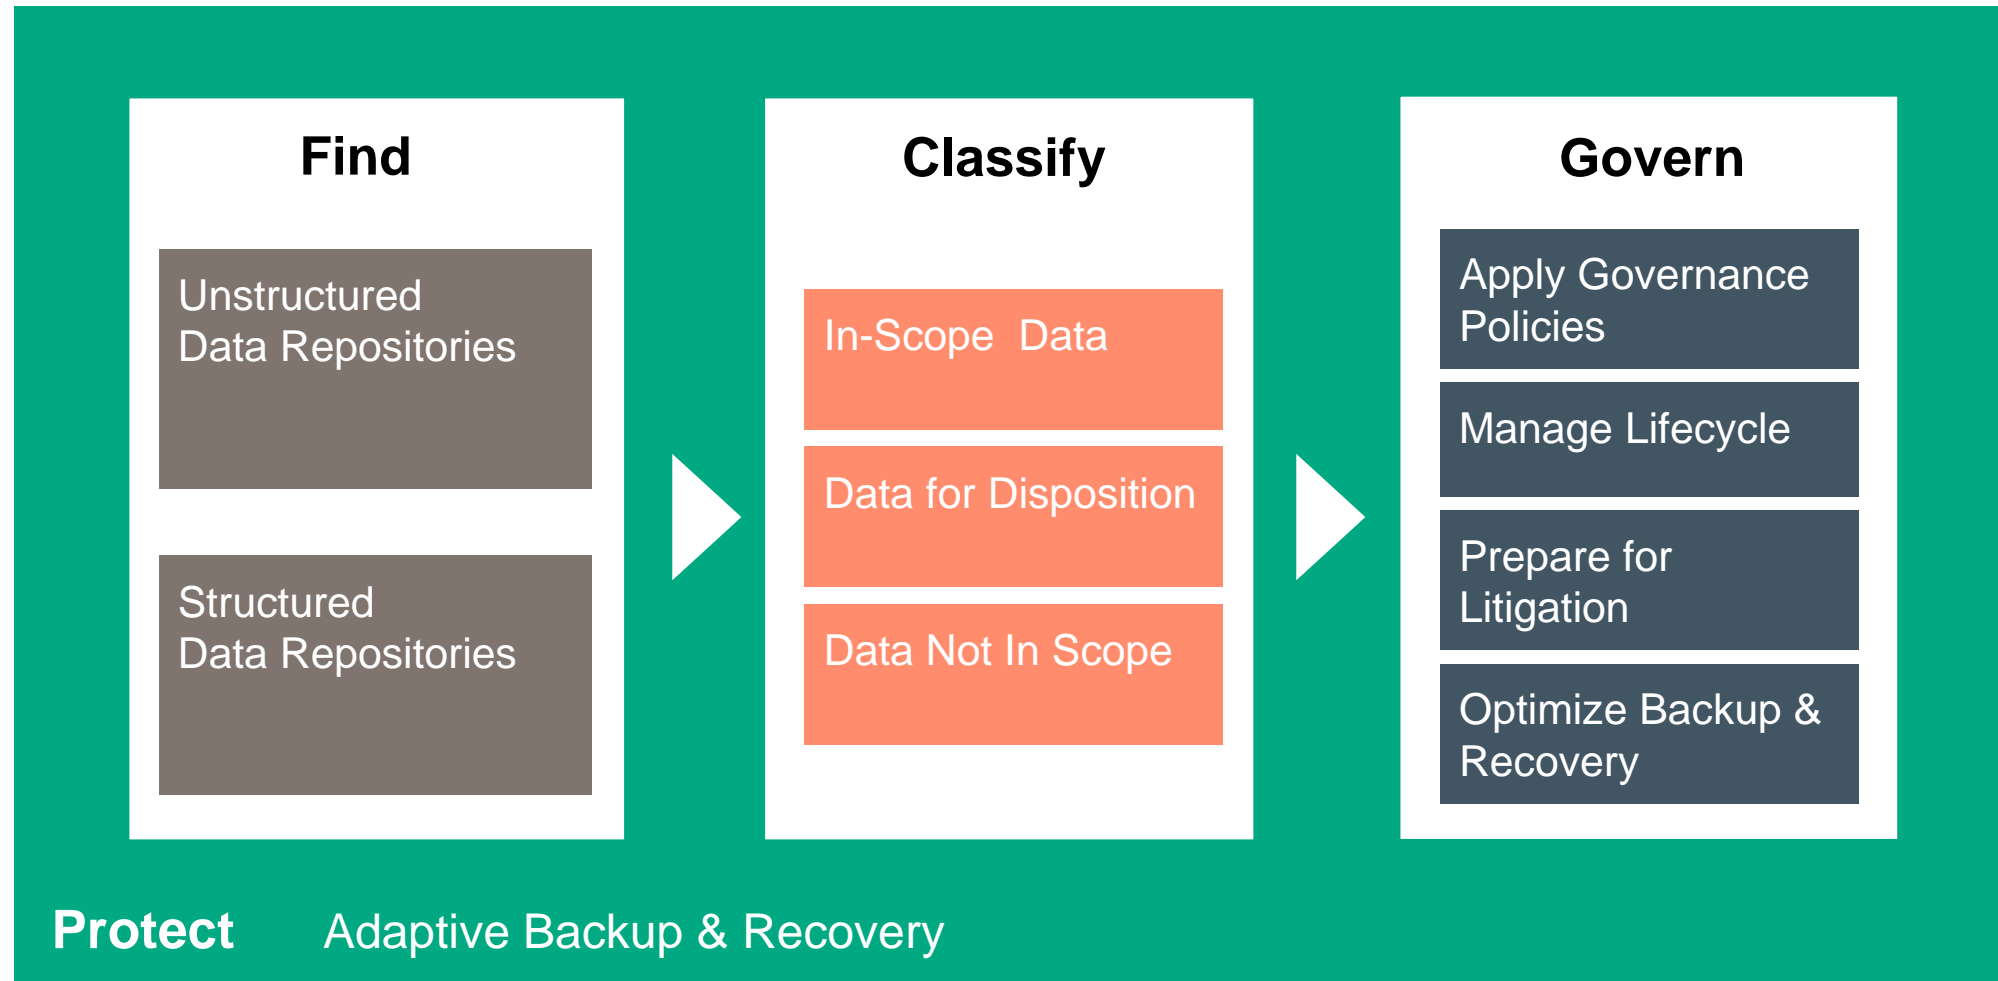 Find
Unstructured
Data Repositories
Structured
Data Repositories
Classify
In-Scope  Data
Data for Disposition
Data Not In Scope
Govern
Apply Governance
Policies
Manage Lifecycle
Prepare for
Litigation
Optimize Backup &
Recovery
Protect Adaptive Backup & Recovery